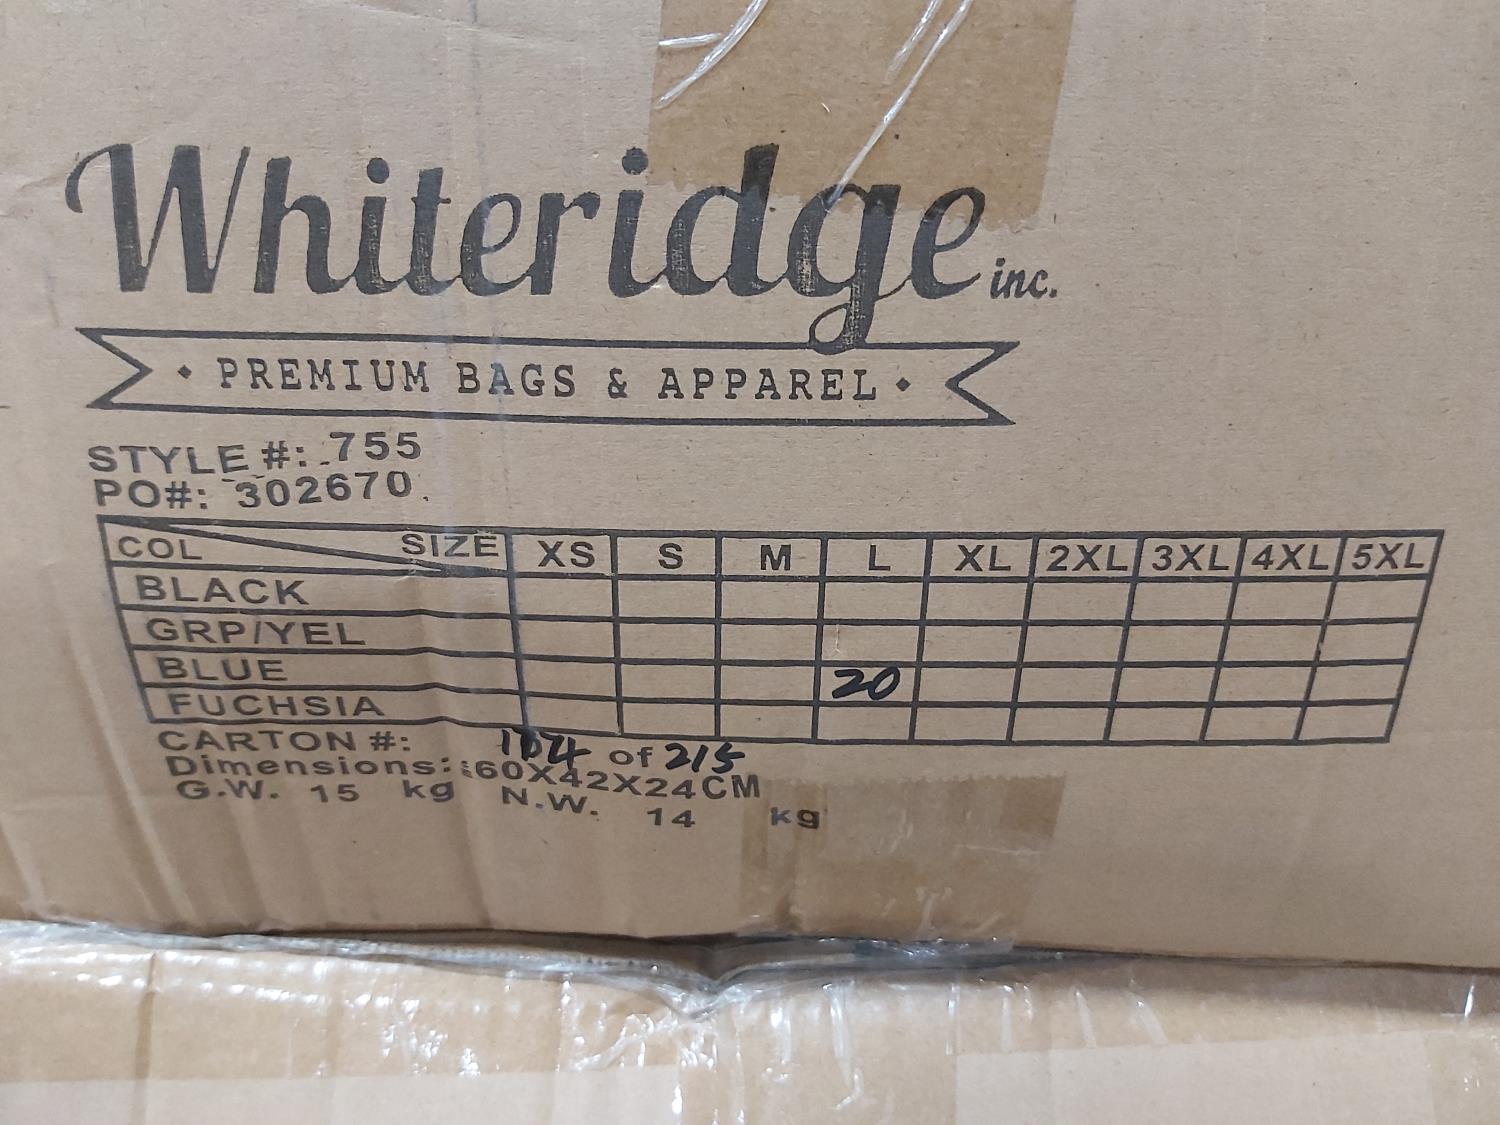 Whiteridge inc.
• PREMIUM BAGS & APPAREL •
STYLE #: 755
PO#: 302670
COL SIZE XS S M L XL 2XL 3XL 4XL 5XL
BLACK
GRP/YEL
BLUE 20
FUCHSIA
CARTON #: of 215
Dimensions: 60X42X24CM
G.W. 15 kg N.W. 14 kg